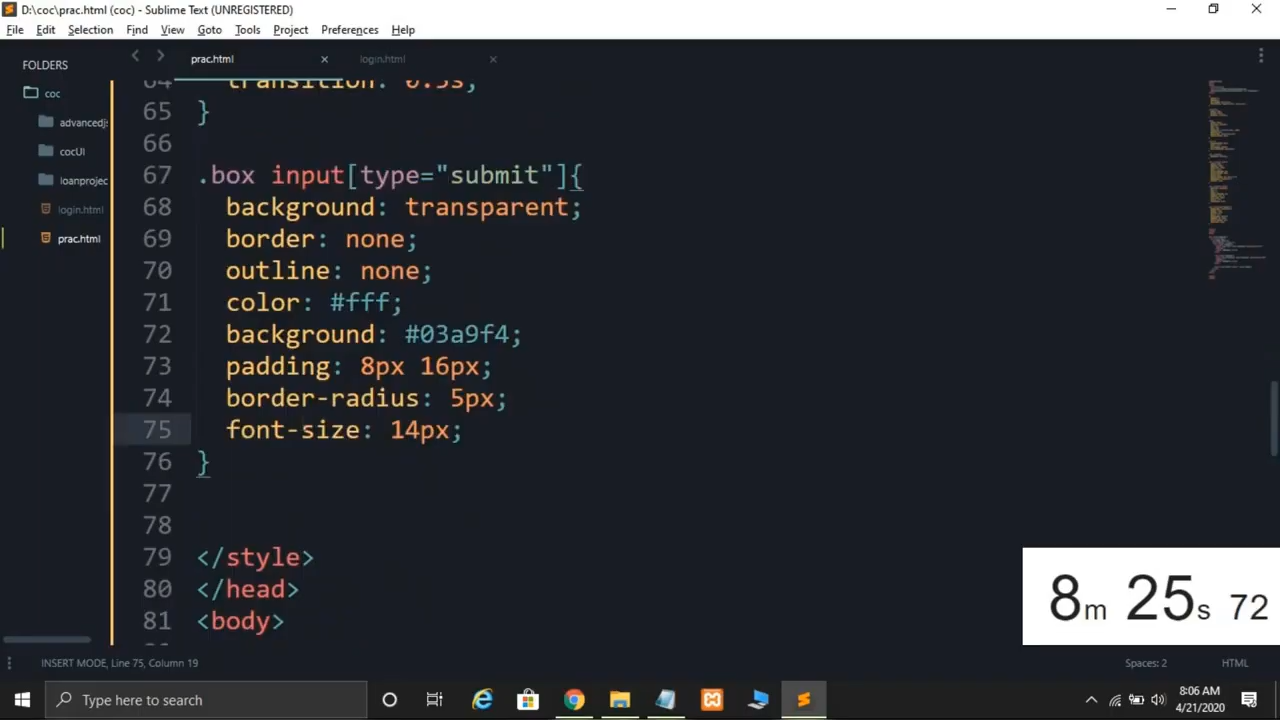 D:\coc\prac.html (coc) - Sublime Text (UNREGISTERED)
File Edit Selection Find View Goto Tools Project Preferences Help
FOLDERS
coc
advancedj
cocUI
loanprojec
login.html
prac.html
prac.html login.html
64 transition: 0.5s;
65 }
66
67 .box input[type="submit"]{
68 background: transparent;
69 border: none;
70 outline: none;
71 color: #fff;
72 background: #03a9f4;
73 padding: 8px 16px;
74 border-radius: 5px;
75 font-size: 14px;
76 }
77
78
79 </style>
80 </head>
81 <body>
8m 25s 72
INSERT MODE, Line 75, Column 19 Spaces: 2 HTML
Type here to search
8:06 AM
4/21/2020